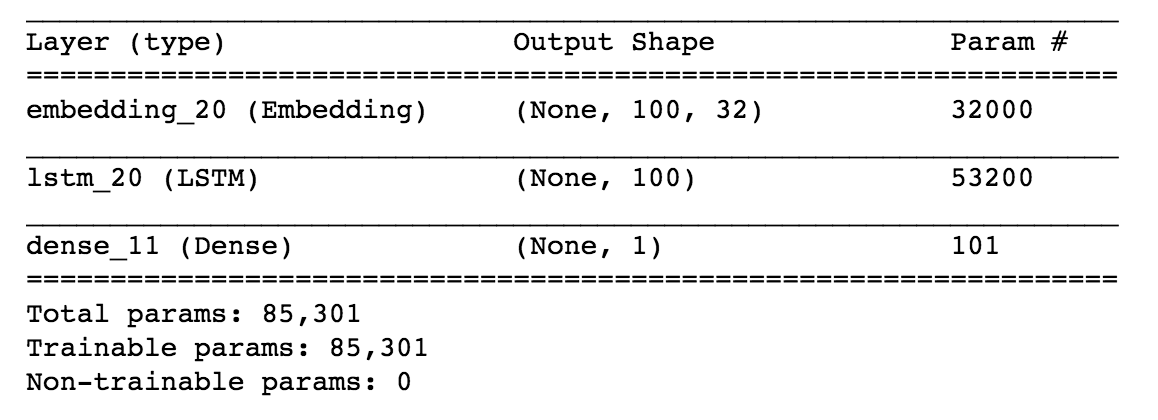 Layer (type) Output Shape Param #
=================================================================
embedding_20 (Embedding) (None, 100, 32) 32000
lstm_20 (LSTM) (None, 100) 53200
dense_11 (Dense) (None, 1) 101
=================================================================
Total params: 85,301
Trainable params: 85,301
Non-trainable params: 0